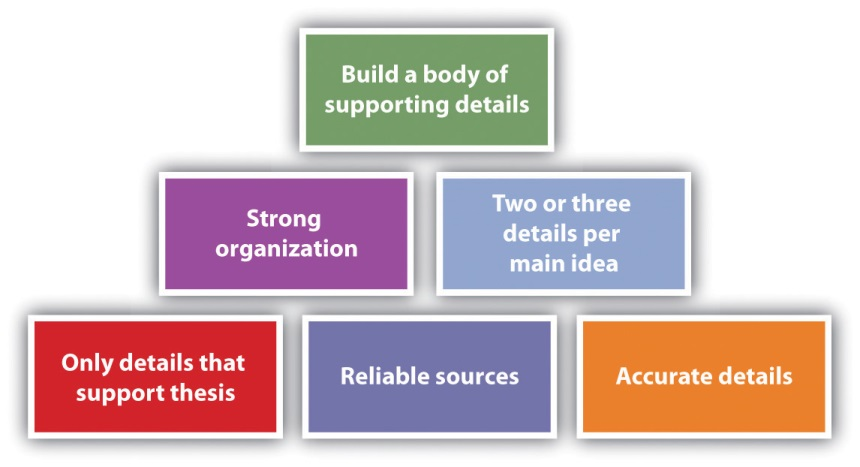 Build a body of
supporting details
Strong
organization
Two or three
details per
main idea
Only details that
support thesis
Reliable sources
Accurate details